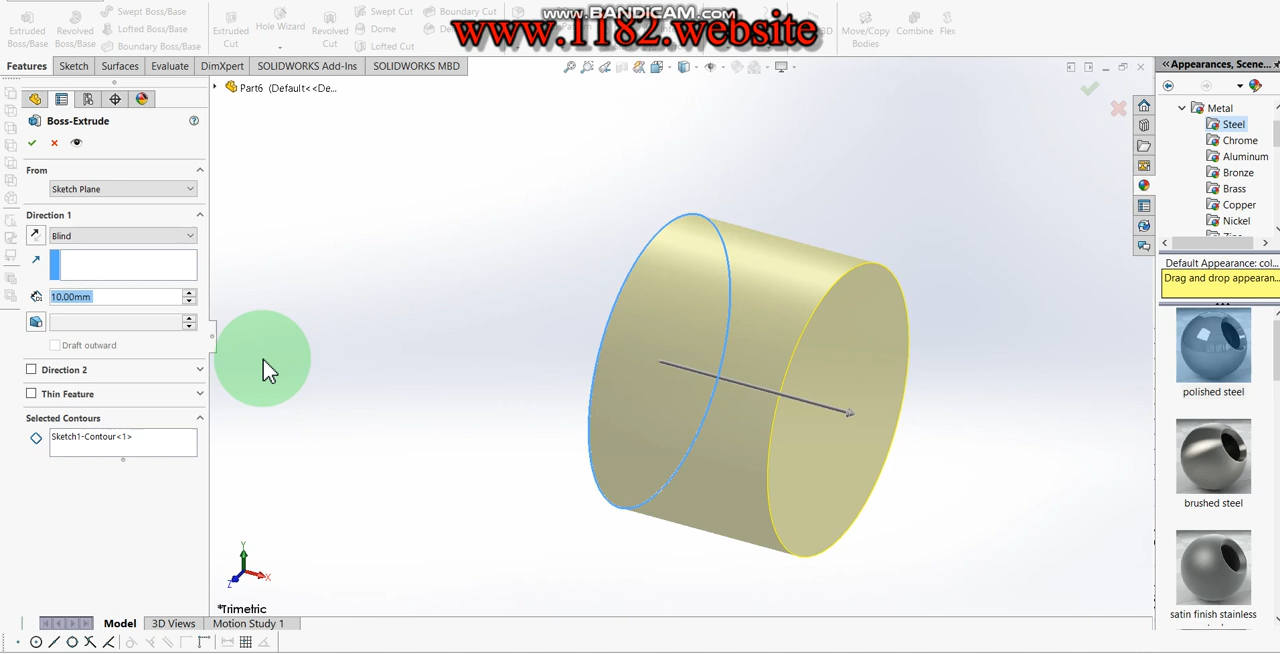 www.BANDICAM.com
www.1182.website
Extruded Boss/Base
Revolved Boss/Base
Swept Boss/Base
Lofted Boss/Base
Boundary Boss/Base
Extruded Cut
Hole Wizard
Revolved Cut
Swept Cut
Dome
Lofted Cut
Boundary Cut
Move/Copy Bodies
Combine
Flex
Features
Sketch
Surfaces
Evaluate
DimXpert
SOLIDWORKS Add-Ins
SOLIDWORKS MBD
Part6 (Default<<De...
Boss-Extrude
From
Sketch Plane
Direction 1
Blind
10.00mm
Draft outward
Direction 2
Thin Feature
Selected Contours
Sketch1-Contour<1>
Y
X
Z
*Trimetric
Model
3D Views
Motion Study 1
Appearances, Scene...
Metal
Steel
Chrome
Aluminum
Bronze
Brass
Copper
Nickel
Default Appearance: col...
Drag and drop appearan...
polished steel
brushed steel
satin finish stainless